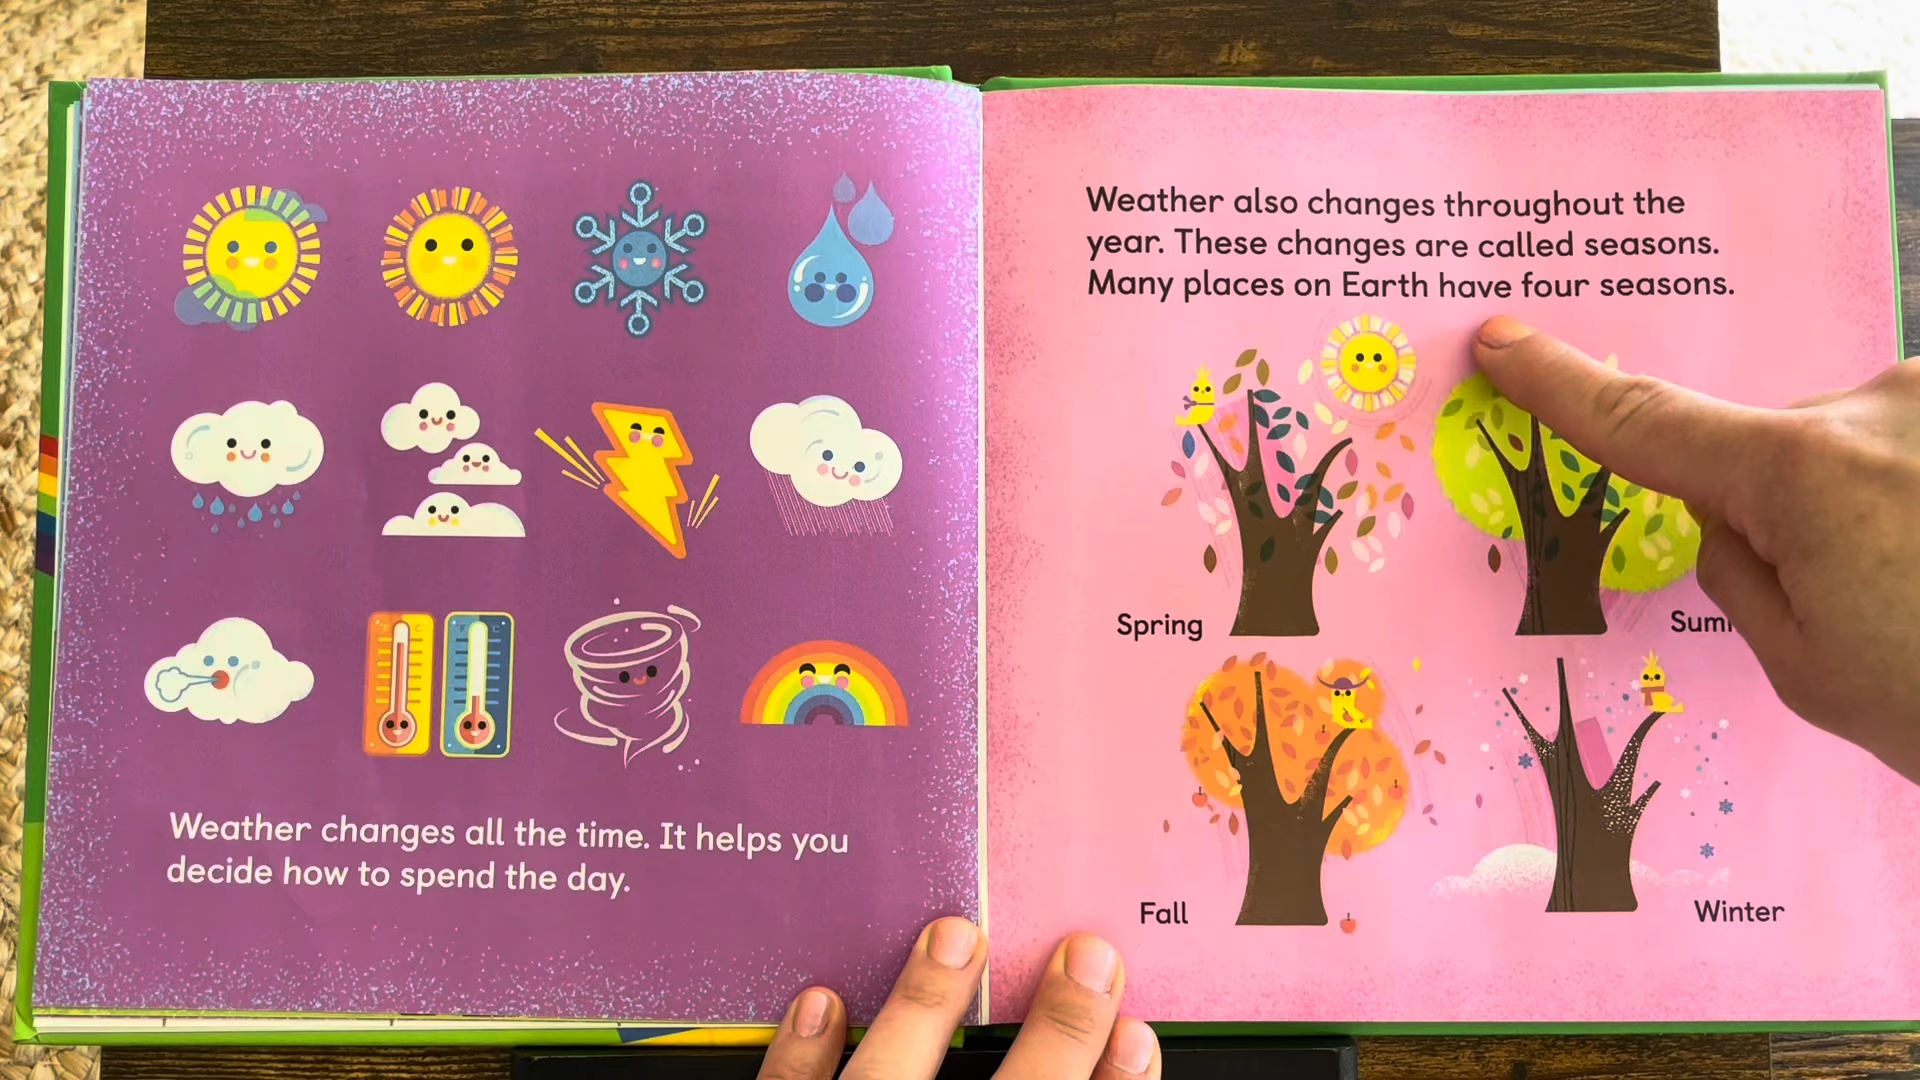 Weather changes all the time. It helps you
decide how to spend the day.
Weather also changes throughout the
year. These changes are called seasons.
Many places on Earth have four seasons.
Spring
Fall
Winter